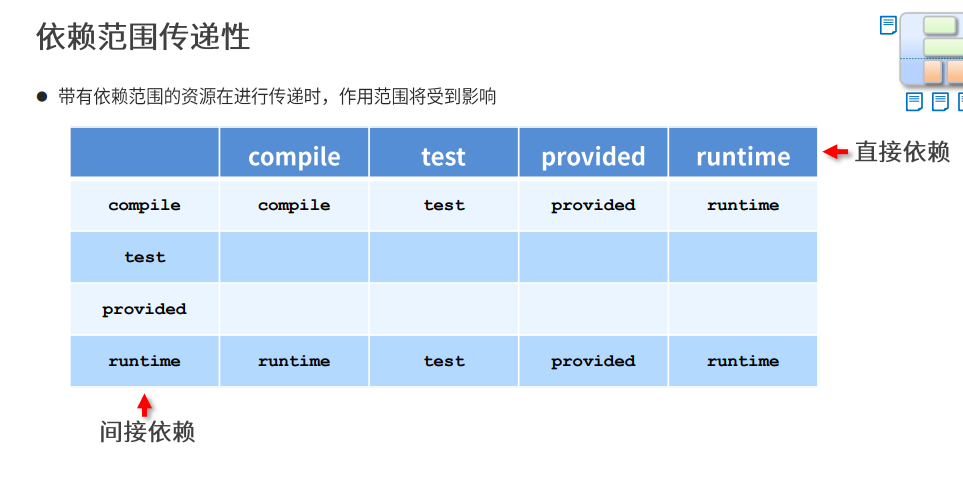 依赖范围传递性
● 带有依赖范围的资源在进行传递时，作用范围将受到影响
compile test provided runtime
直接依赖
compile compile test provided runtime
test
provided
runtime runtime test provided runtime
间接依赖